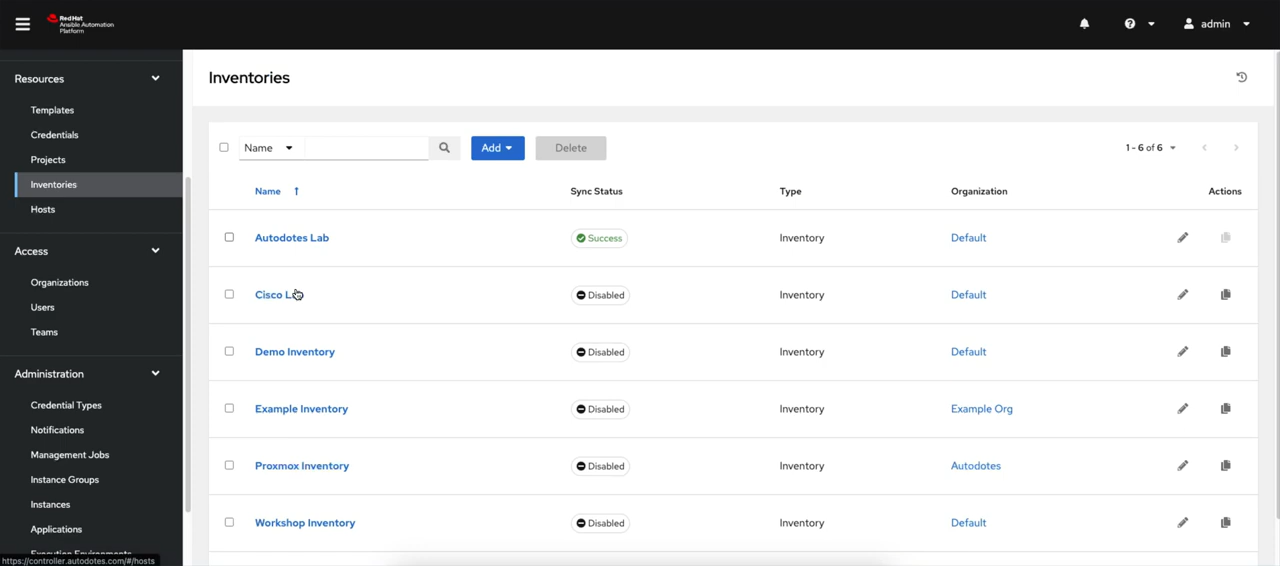 Red Hat
Ansible Automation
Platform
admin
Resources
Templates
Credentials
Projects
Inventories
Hosts
Access
Organizations
Users
Teams
Administration
Credential Types
Notifications
Management Jobs
Instance Groups
Instances
Applications
Execution Environments
https://controller.autodotes.com/#/hosts
Inventories
Name Add Delete 1 - 6 of 6
Name Sync Status Type Organization Actions
Autodotes Lab Success Inventory Default
Cisco Disabled Inventory Default
Demo Inventory Disabled Inventory Default
Example Inventory Disabled Inventory Example Org
Proxmox Inventory Disabled Inventory Autodotes
Workshop Inventory Disabled Inventory Default